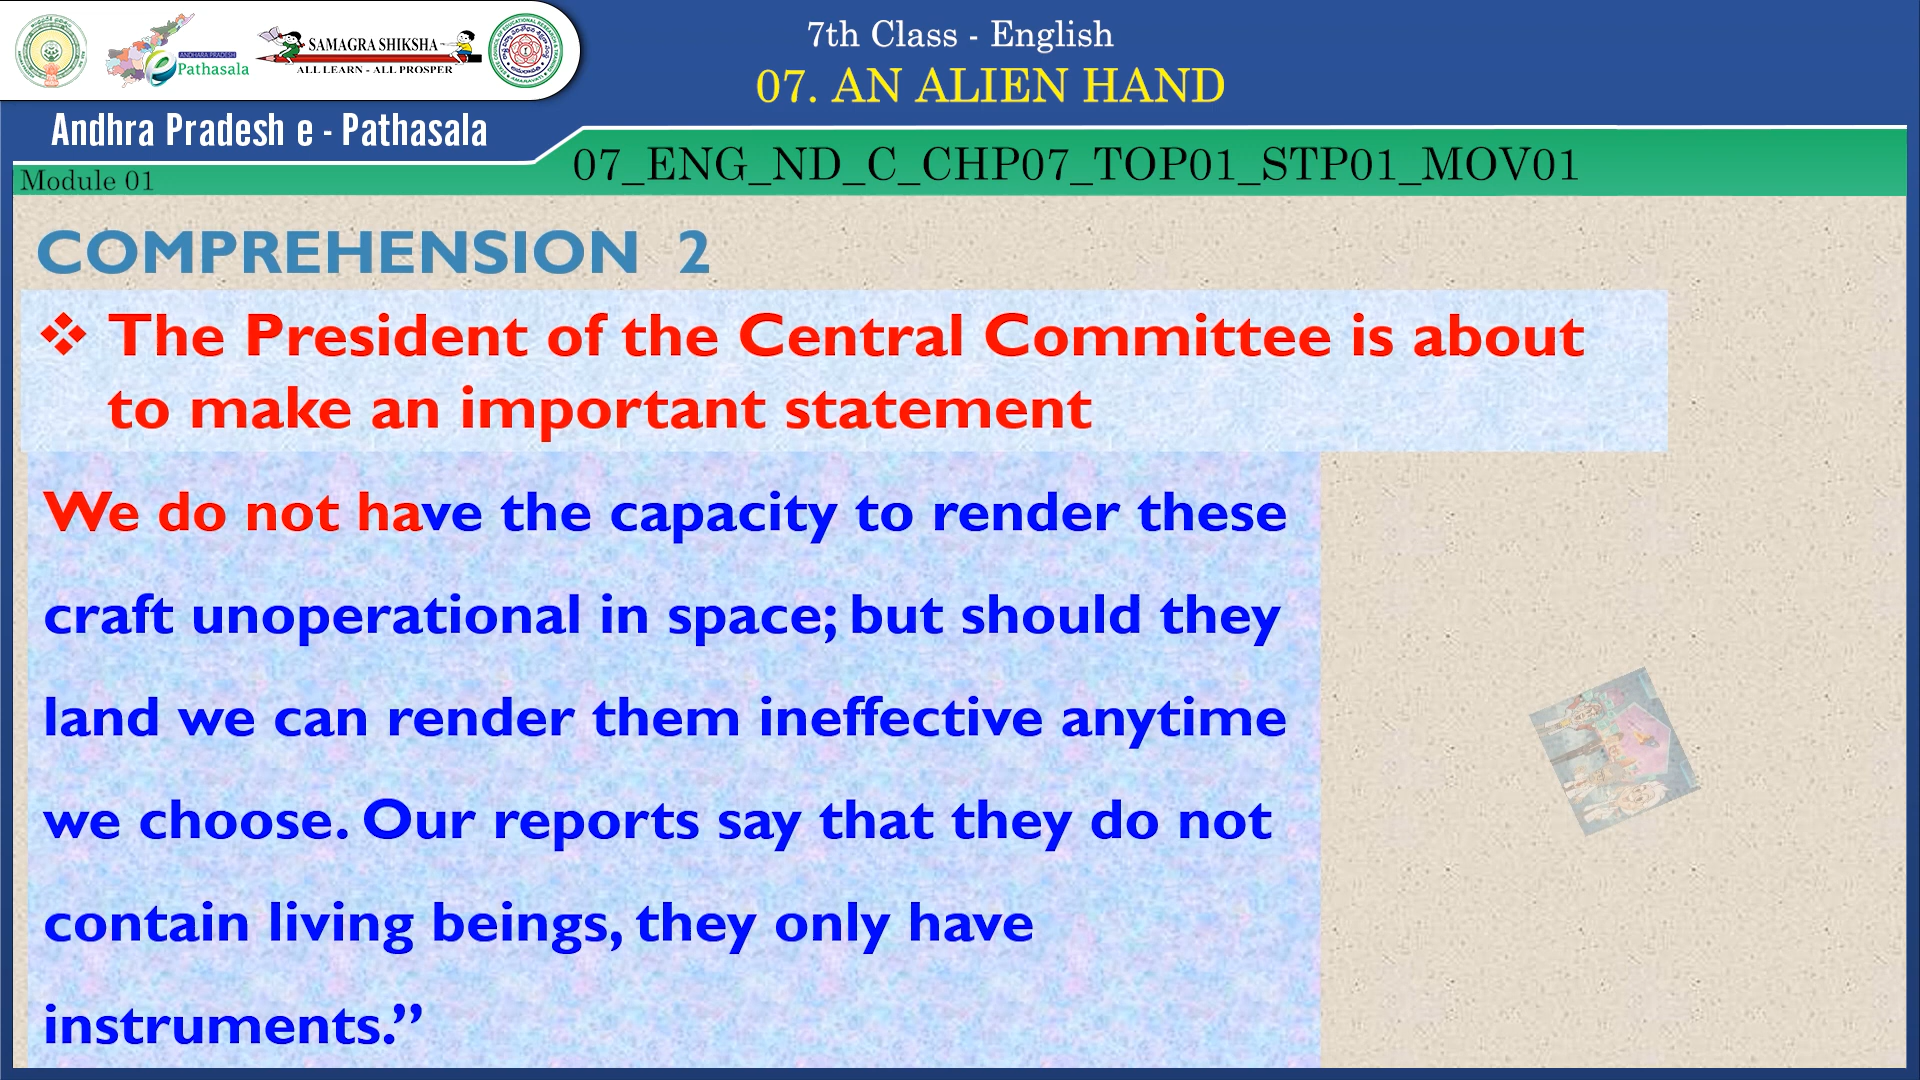 7th Class - English
07. AN ALIEN HAND
ANDHARA PRADESH
e Pathasala
SAMAGRA SHIKSHA
ALL LEARN - ALL PROSPER
Andhra Pradesh e - Pathasala
Module 01
07_ENG_ND_C_CHP07_TOP01_STP01_MOV01
COMPREHENSION 2
❖ The President of the Central Committee is about
to make an important statement
We do not have the capacity to render these
craft unoperational in space; but should they
land we can render them ineffective anytime
we choose. Our reports say that they do not
contain living beings, they only have
instruments.”